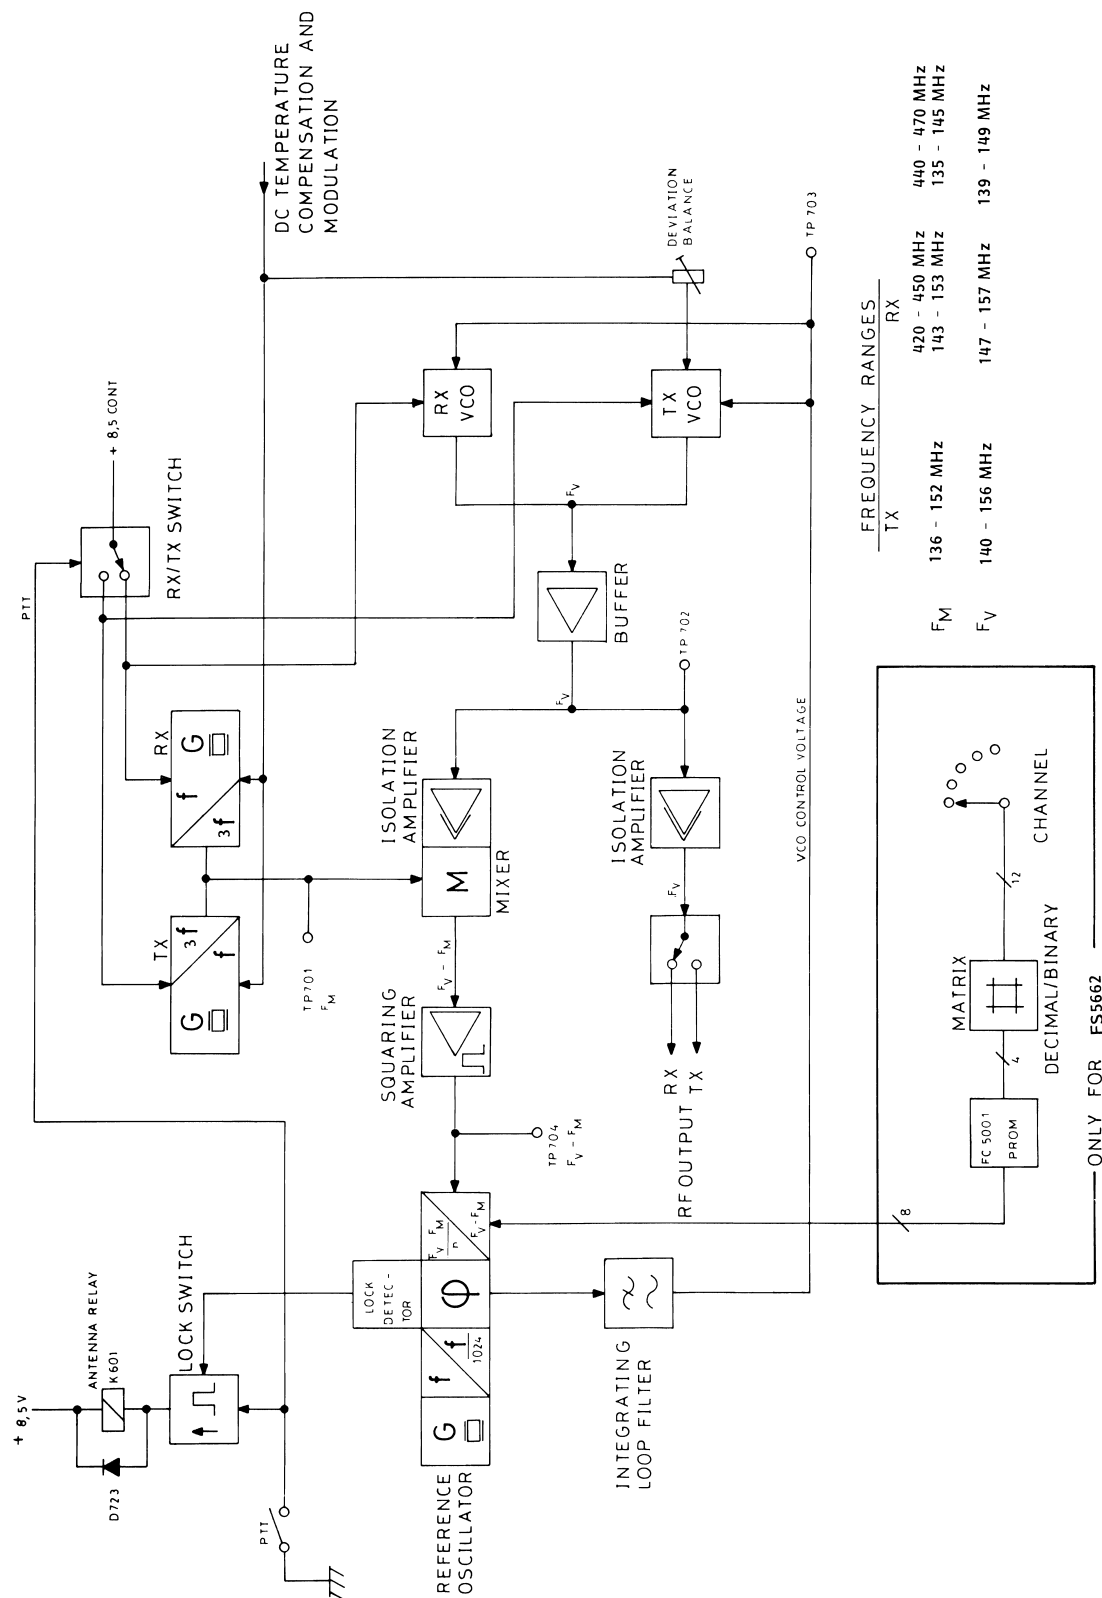 + 8,5V
ANTENNA RELAY
K601
D723
LOCK SWITCH
PTT
PTT
+ 8,5 CONT
RX/TX SWITCH
DC TEMPERATURE
COMPENSATION AND
MODULATION
TX
G
f
3f
RX
G
f
3f
TP701
FM
REFERENCE
OSCILLATOR
G
f
f
1024
LOCK
DETEC-
TOR
φ
FV FM
n
FV-FM
TP704
FV - FM
SQUARING
AMPLIFIER
FV - FM
M
MIXER
ISOLATION
AMPLIFIER
FV
BUFFER
FV
RX
VCO
TX
VCO
DEVIATION
BALANCE
TP 702
ISOLATION
AMPLIFIER
FV
RF OUTPUT
RX
TX
INTEGRATING
LOOP FILTER
VCO CONTROL VOLTAGE
TP 703
FREQUENCY RANGES
TX RX
420 - 450 MHz 440 - 470 MHz
FM 136 - 152 MHz 143 - 153 MHz 135 - 145 MHz
FV 140 - 156 MHz 147 - 157 MHz 139 - 149 MHz
8
FC 5001
PROM
4
MATRIX
DECIMAL/BINARY
12
CHANNEL
ONLY FOR FS5662